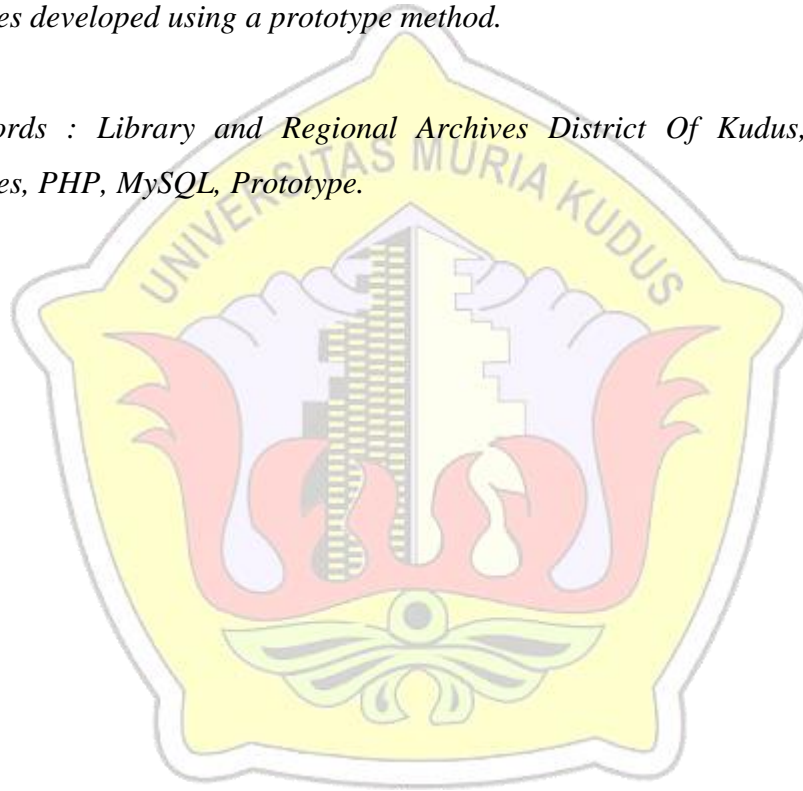 es developed using a prototype method.
ords : Library and Regional Archives District Of Kudus,
es, PHP, MySQL, Prototype.
UNIVERSITAS MURIA KUDUS